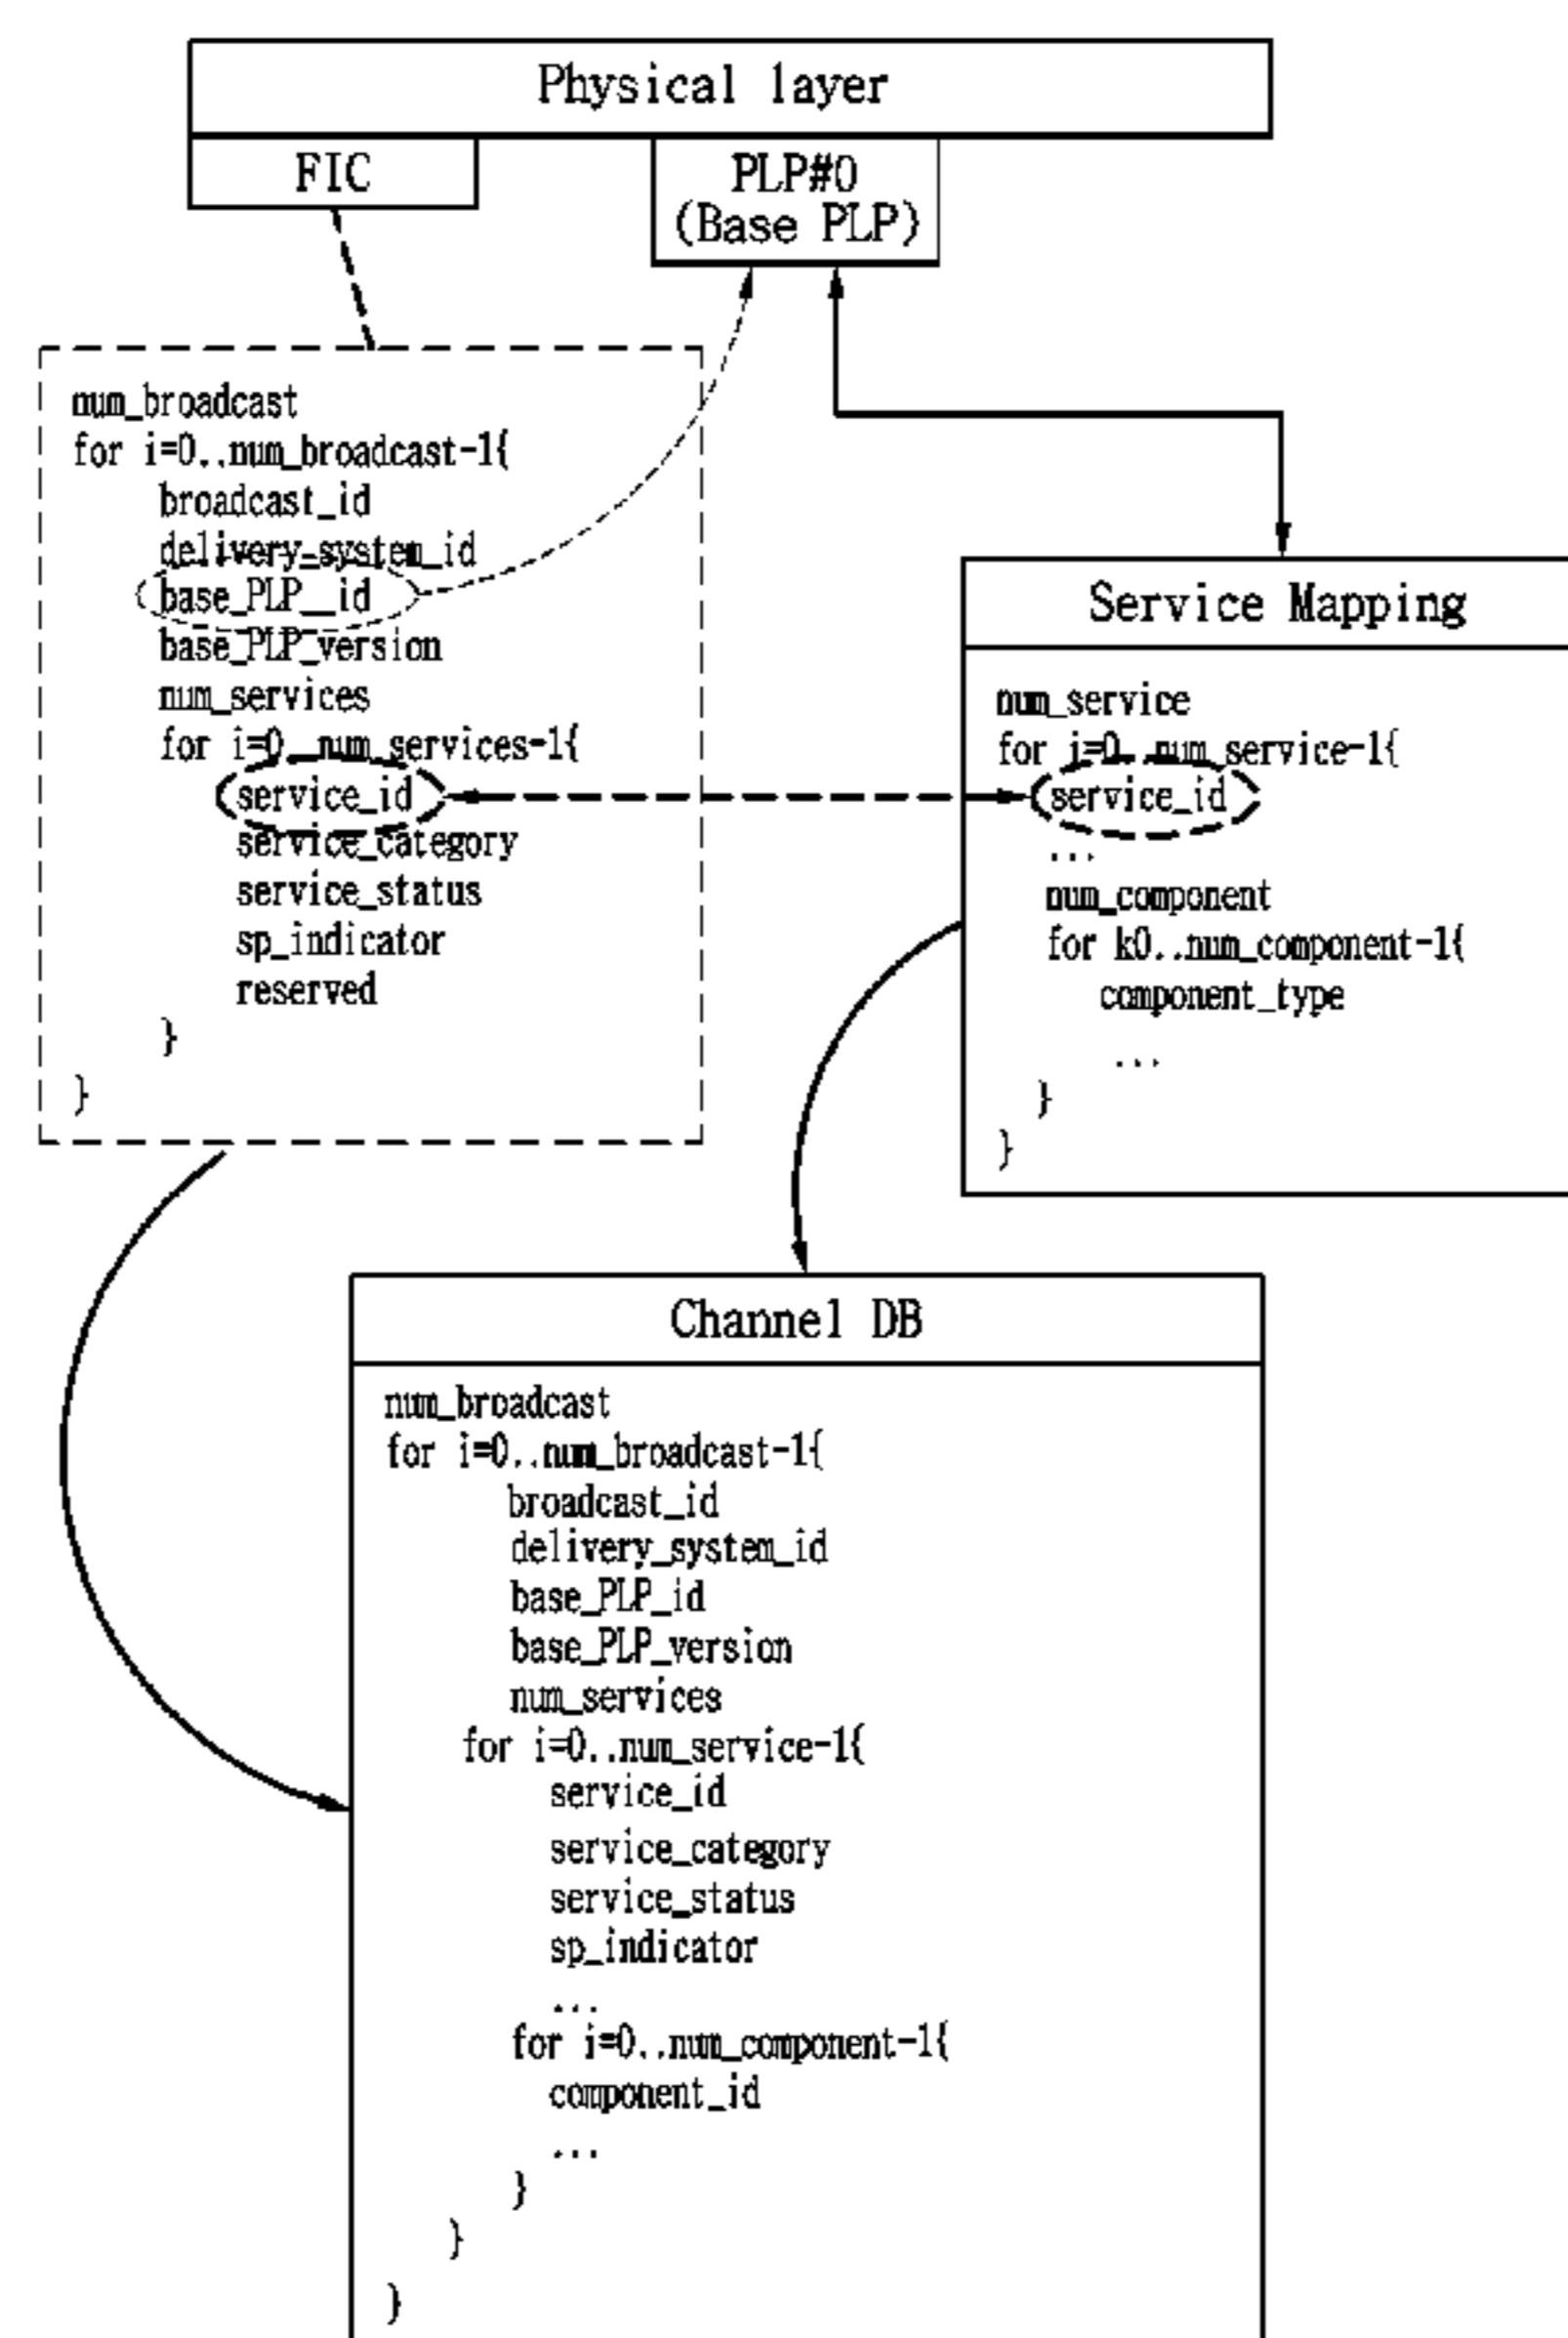 Physical layer
FIC
PLP#0
(Base PLP)
num_broadcast
for i=0..num_broadcast-1{
broadcast_id
delivery_system_id
base_PLP__id
base_PLP_version
num_services
for i=0..num_services-1{
service_id
service_category
service_status
sp_indicator
reserved
}
}
Service Mapping
num_service
for j=0..num_service-1{
service_id
...
num_component
for k0..num_component-1{
component_type
...
}
}
Channel DB
num_broadcast
for i=0..num_broadcast-1{
broadcast_id
delivery_system_id
base_PLP_id
base_PLP_version
num_services
for i=0..num_service-1{
service_id
service_category
service_status
sp_indicator
...
for i=0..num_component-1{
component_id
...
}
}
}